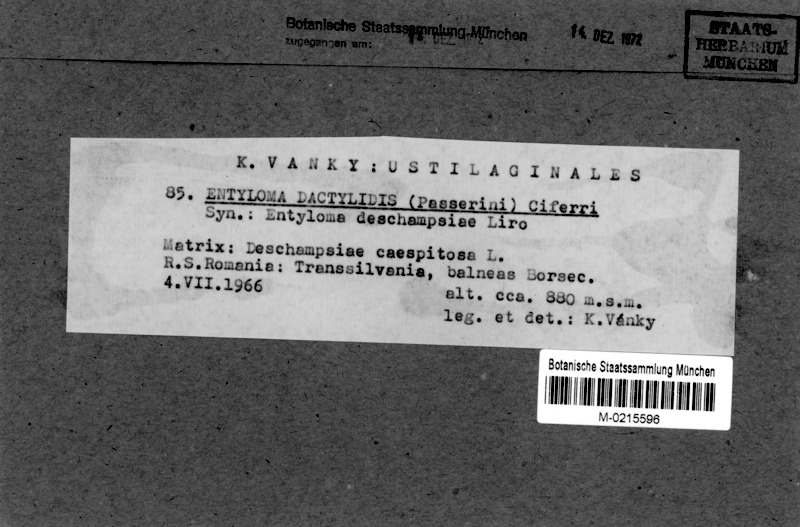 Botanische Staatssammlung München
zugegangen am:
14 DEZ. 1972
STAATS-
HERBARIUM
MÜNCHEN
K. VANKY: USTILAGINALES
85. ENTYLOMA DACTYLIDIS (Passerini) Ciferri
Syn.: Entyloma deschampsiae Liro
Matrix: Deschampsiae caespitosa L.
R.S.Romania: Transsilvania, balneas Borsec.
4.VII.1966
alt. cca. 880 m.s.m.
leg. et det.: K.Vánky
Botanische Staatssammlung München
M-0215596